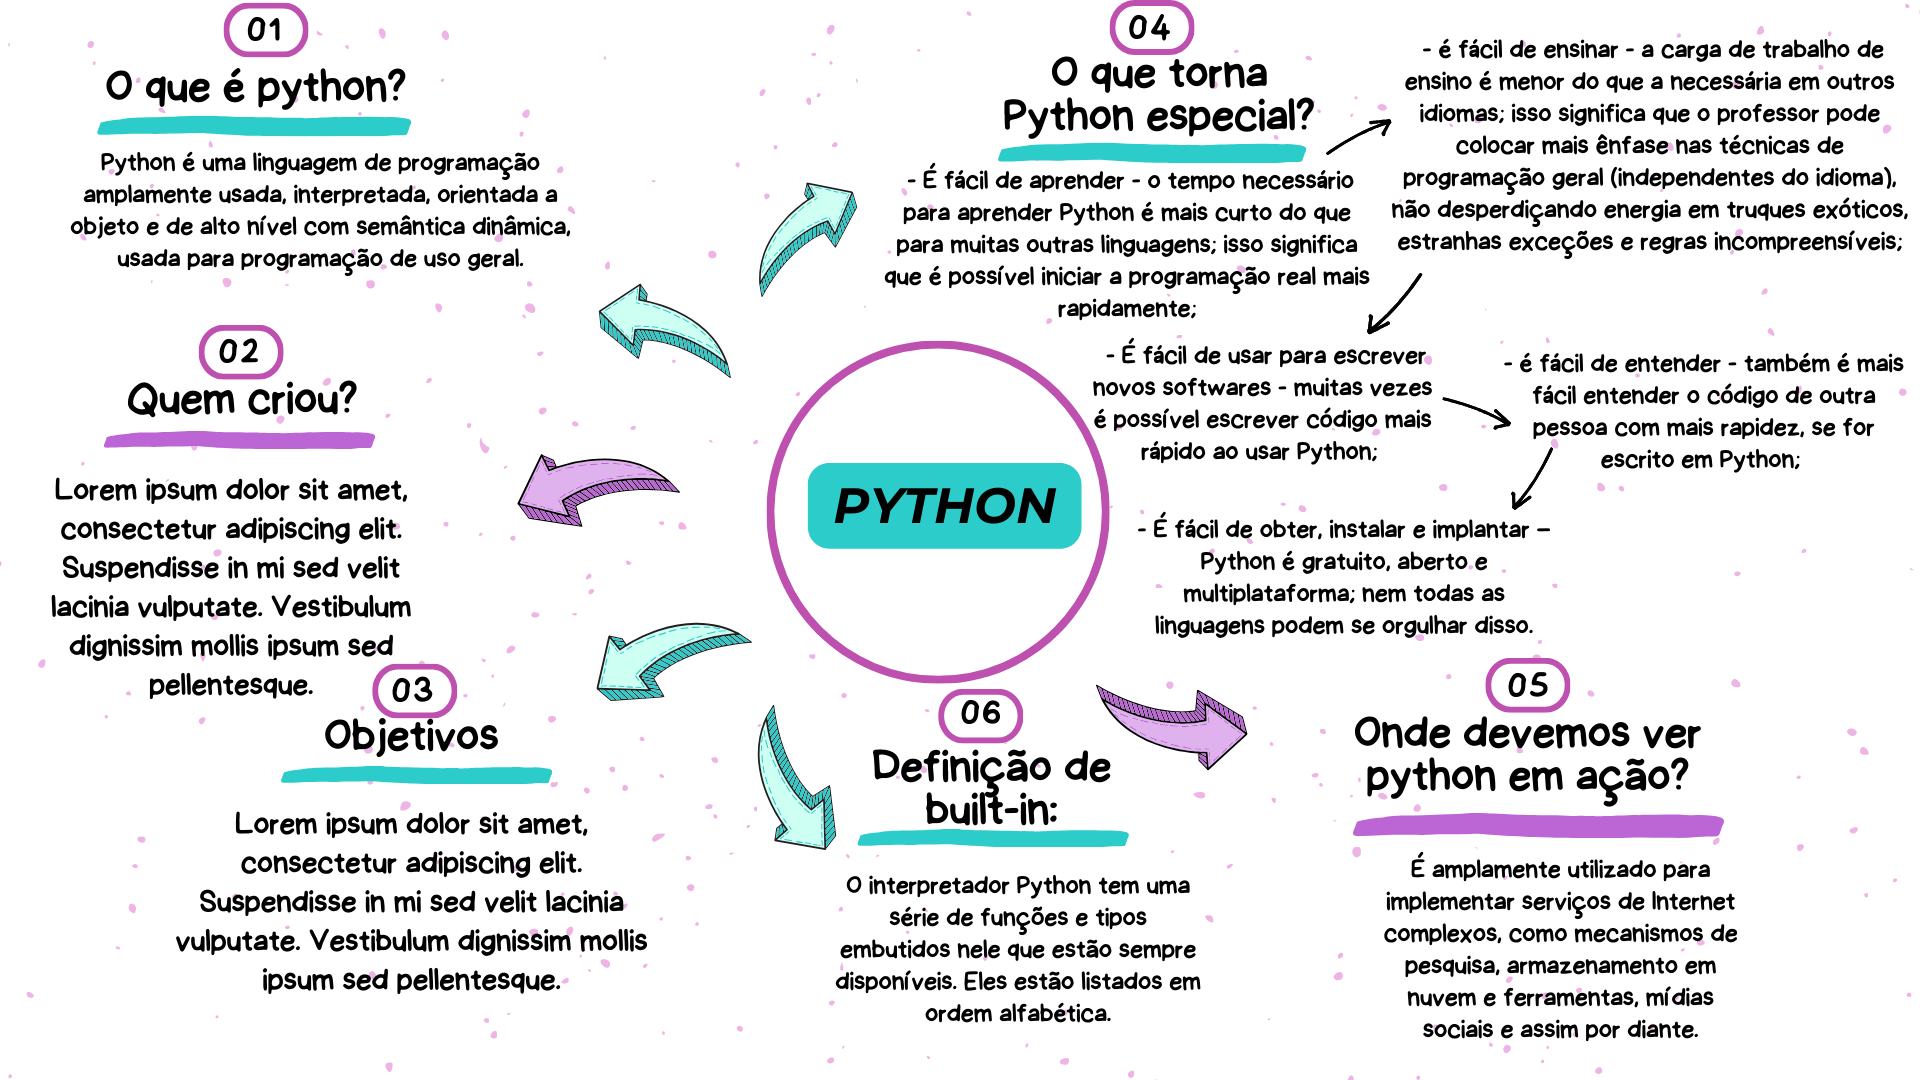 01
O que é python?
Python é uma linguagem de programação
amplamente usada, interpretada, orientada a
objeto e de alto nível com semântica dinâmica,
usada para programação de uso geral.
02
Quem criou?
Lorem ipsum dolor sit amet,
consectetur adipiscing elit.
Suspendisse in mi sed velit
lacinia vulputate. Vestibulum
dignissim mollis ipsum sed
pellentesque.
03
Objetivos
Lorem ipsum dolor sit amet,
consectetur adipiscing elit.
Suspendisse in mi sed velit lacinia
vulputate. Vestibulum dignissim mollis
ipsum sed pellentesque.
PYTHON
04
O que torna
Python especial?
- É fácil de aprender - o tempo necessário
para aprender Python é mais curto do que
para muitas outras linguagens; isso significa
que é possível iniciar a programação real mais
rapidamente;
- é fácil de ensinar - a carga de trabalho de
ensino é menor do que a necessária em outros
idiomas; isso significa que o professor pode
colocar mais ênfase nas técnicas de
programação geral (independentes do idioma),
não desperdiçando energia em truques exóticos,
estranhas exceções e regras incompreensíveis;
- É fácil de usar para escrever
novos softwares - muitas vezes
é possível escrever código mais
rápido ao usar Python;
- é fácil de entender - também é mais
fácil entender o código de outra
pessoa com mais rapidez, se for
escrito em Python;
- É fácil de obter, instalar e implantar –
Python é gratuito, aberto e
multiplataforma; nem todas as
linguagens podem se orgulhar disso.
05
Onde devemos ver
python em ação?
É amplamente utilizado para
implementar serviços de Internet
complexos, como mecanismos de
pesquisa, armazenamento em
nuvem e ferramentas, mídias
sociais e assim por diante.
06
Definição de
built-in:
O interpretador Python tem uma
série de funções e tipos
embutidos nele que estão sempre
disponíveis. Eles estão listados em
ordem alfabética.